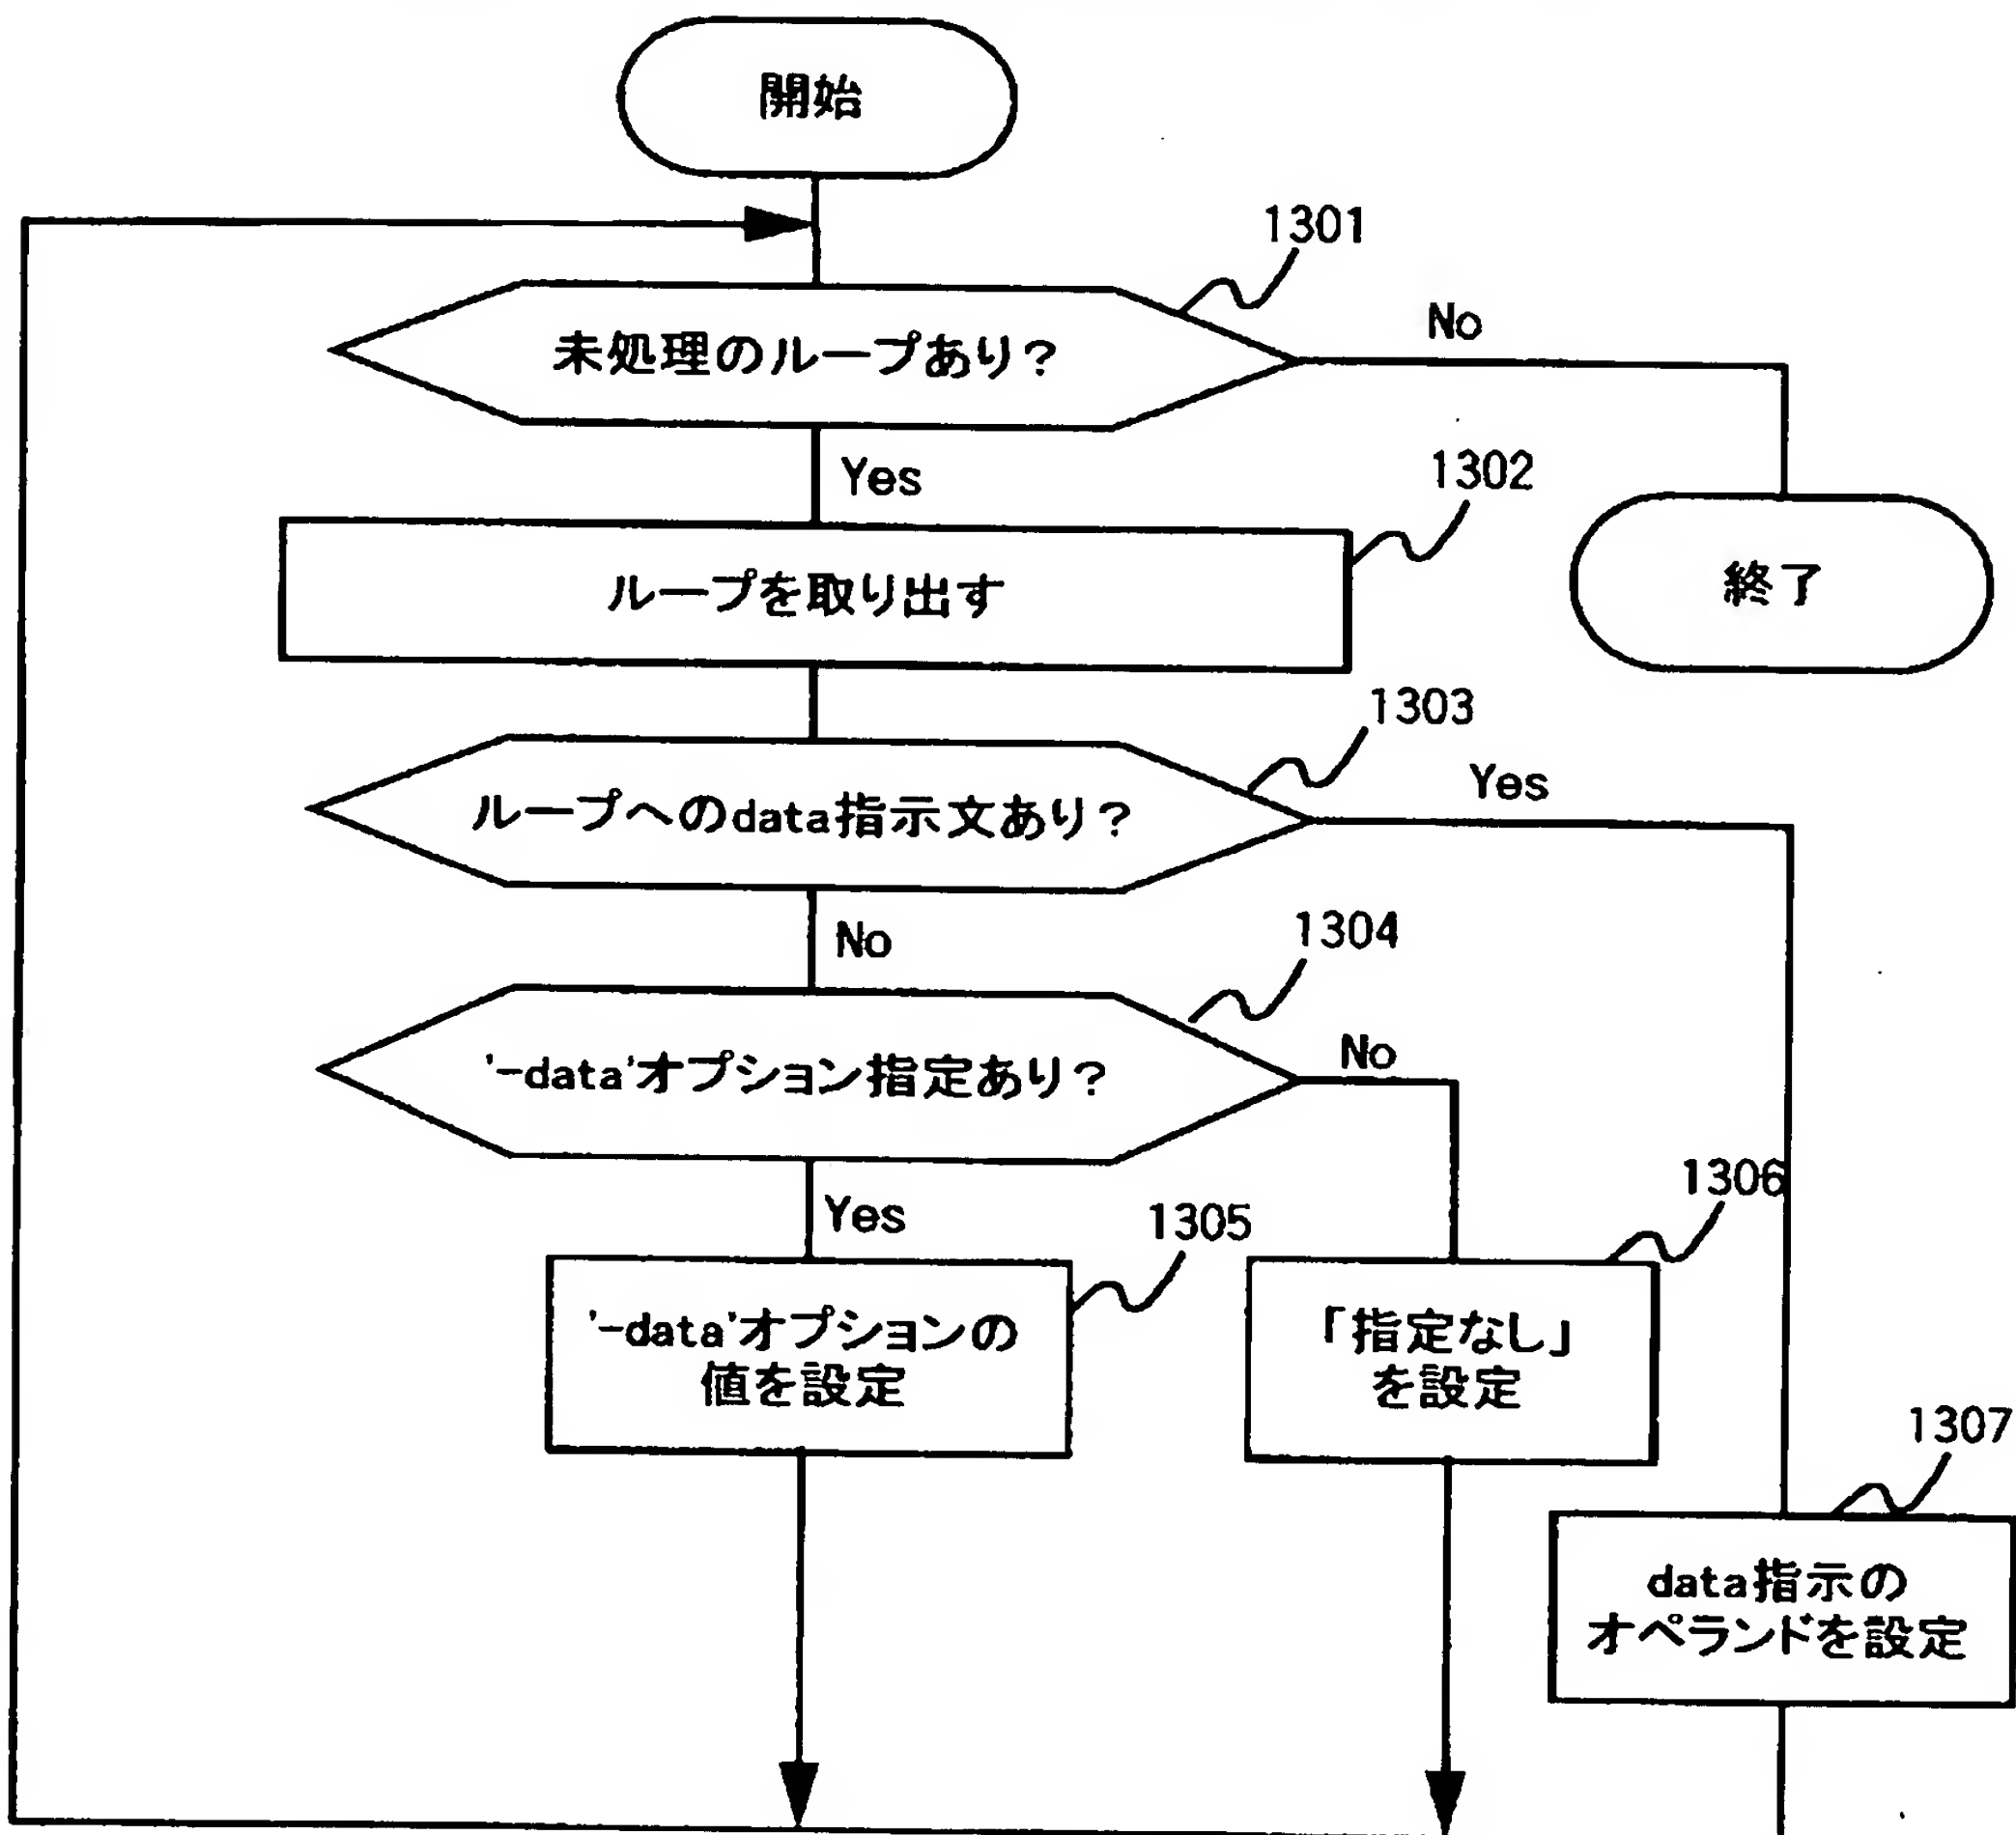 開始
1301
未処理のループあり?
No
Yes
1302
ループを取り出す
終了
1303
ループへのdata指示文あり?
Yes
No
1304
'-data'オプション指定あり?
No
Yes
1305
1306
'-data'オプションの
値を設定
「指定なし」
を設定
1307
data指示の
オペランドを設定